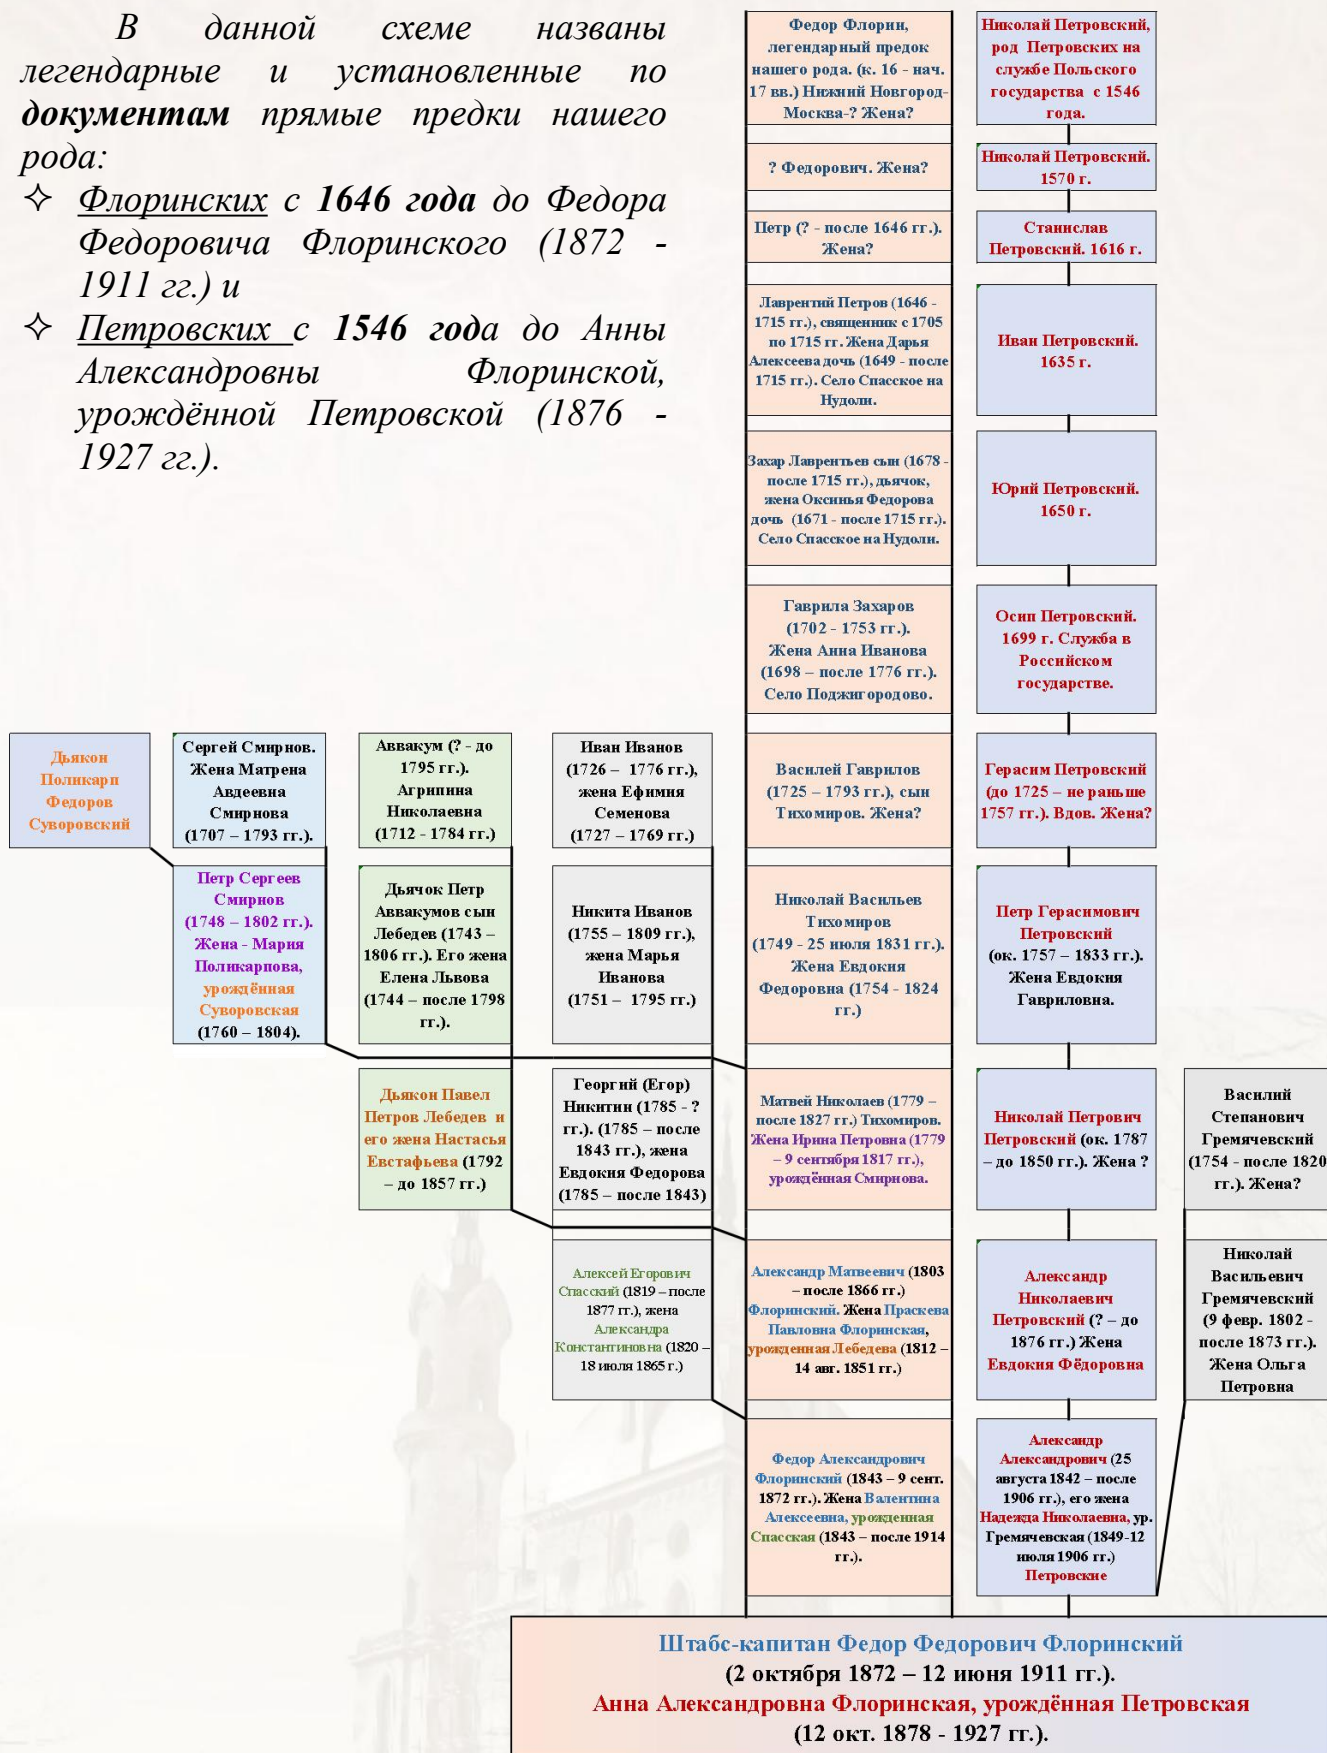 В данной схеме названы
легендарные и установленные по
документам прямые предки нашего
рода:
✧ Флоринских с 1646 года до Федора
Федоровича Флоринского (1872 -
1911 гг.) и
✧ Петровских с 1546 года до Анны
Александровны Флоринской,
урождённой Петровской (1876 -
1927 гг.).
Федор Флорин,
легендарный предок
нашего рода. (к. 16 - нач.
17 вв.) Нижний Новгород-
Москва-? Жена?
Николай Петровский,
род Петровских на
службе Польского
государства с 1546
года.
? Федорович. Жена?
Николай Петровский.
1570 г.
Петр (? - после 1646 гг.).
Жена?
Станислав
Петровский. 1616 г.
Лаврентий Петров (1646 -
1715 гг.), священник с 1705
по 1715 гг. Жена Дарья
Алексеева дочь (1649 - после
1715 гг.). Село Спасское на
Нудоли.
Иван Петровский.
1635 г.
Захар Лаврентьев сын (1678 -
после 1715 гг.), дьячок,
жена Оксинья Федорова
дочь (1671 - после 1715 гг.).
Село Спасское на Нудоли.
Юрий Петровский.
1650 г.
Гаврила Захаров
(1702 - 1753 гг.).
Жена Анна Иванова
(1698 – после 1776 гг.).
Село Поджигородово.
Осип Петровский.
1699 г. Служба в
Российском
государстве.
Дьякон
Поликарп
Федоров
Суворовский
Сергей Смирнов.
Жена Матрена
Авдеевна
Смирнова
(1707 – 1793 гг.).
Аввакум (? - до
1795 гг.).
Агрипина
Николаевна
(1712 - 1784 гг.)
Иван Иванов
(1726 – 1776 гг.),
жена Ефимия
Семенова
(1727 – 1769 гг.)
Василей Гаврилов
(1725 – 1793 гг.), сын
Тихомиров. Жена?
Герасим Петровский
(до 1725 – не раньше
1757 гг.). Вдов. Жена?
Петр Сергеев
Смирнов
(1748 – 1802 гг.).
Жена - Мария
Поликарпова,
урождённая
Суворовская
(1760 – 1804).
Дьячок Петр
Аввакумов сын
Лебедев (1743 –
1806 гг.). Его жена
Елена Львова
(1744 – после 1798
гг.).
Никита Иванов
(1755 – 1809 гг.),
жена Марья
Иванова
(1751 – 1795 гг.)
Николай Васильев
Тихомиров
(1749 - 25 июля 1831 гг.).
Жена Евдокия
Федоровна (1754 - 1824
гг.)
Петр Герасимович
Петровский
(ок. 1757 – 1833 гг.).
Жена Евдокия
Гавриловна.
Дьякон Павел
Петров Лебедев и
его жена Настасья
Евстафьева (1792
– до 1857 гг.)
Георгий (Егор)
Никитин (1785 - ?
гг.). (1785 – после
1843 гг.), жена
Евдокия Федорова
(1785 – после 1843)
Матвей Николаев (1779 –
после 1827 гг.) Тихомиров.
Жена Ирина Петровна (1779
– 9 сентября 1817 гг.),
урождённая Смирнова.
Николай Петрович
Петровский (ок. 1787
– до 1850 гг.). Жена ?
Василий
Степанович
Гремячевский
(1754 - после 1820
гг.). Жена?
Алексей Егорович
Спасский (1819 – после
1877 гг.), жена
Александра
Константиновна (1820 –
18 июля 1865 г.)
Александр Матвеевич (1803
– после 1866 гг.)
Флоринский. Жена Праскева
Павловна Флоринская,
урожденная Лебедева (1812 –
14 авг. 1851 гг.)
Александр
Николаевич
Петровский (? – до
1876 гг.) Жена
Евдокия Фёдоровна
Николай
Васильевич
Гремячевский
(9 февр. 1802 -
после 1873 гг.).
Жена Ольга
Петровна
Федор Александрович
Флоринский (1843 – 9 сент.
1872 гг.). Жена Валентина
Алексеевна, урожденная
Спасская (1843 – после 1914
гг.).
Александр
Александрович (25
августа 1842 – после
1906 гг.), его жена
Надежда Николаевна, ур.
Гремячевская (1849-12
июля 1906 гг.)
Петровские
Штабс-капитан Федор Федорович Флоринский
(2 октября 1872 – 12 июня 1911 гг.).
Анна Александровна Флоринская, урождённая Петровская
(12 окт. 1878 - 1927 гг.).